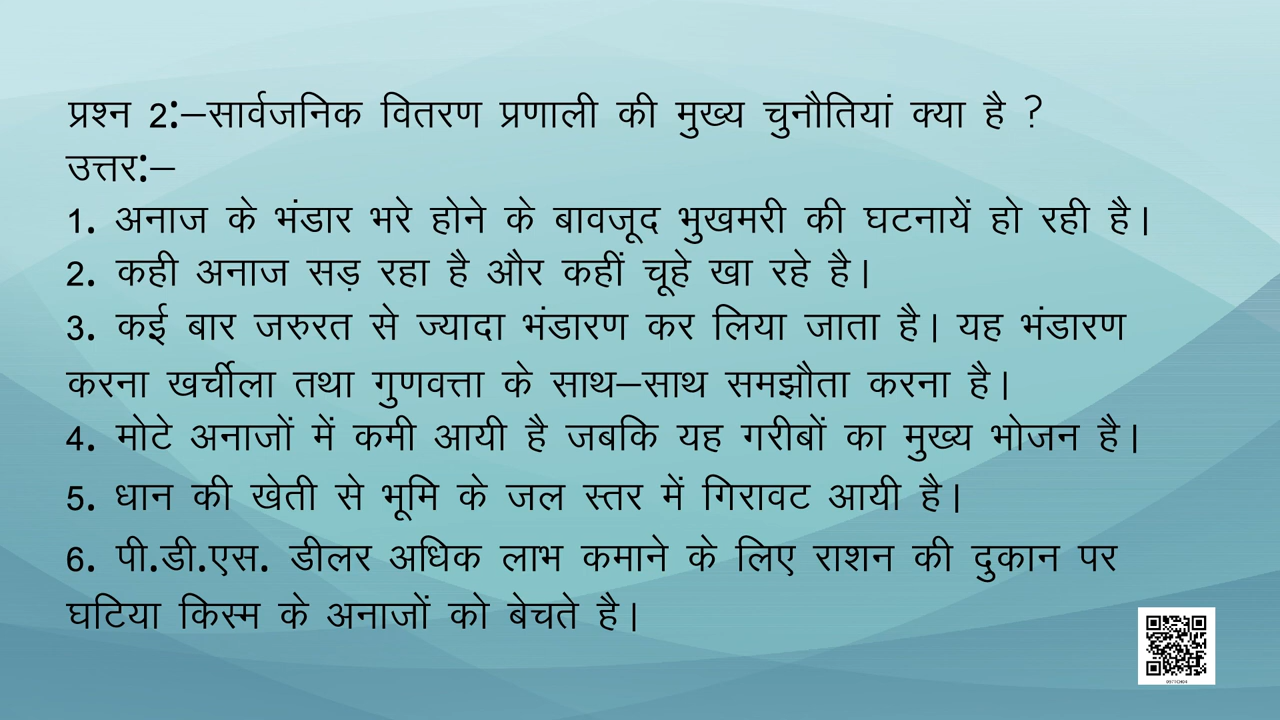 प्रश्न 2:–सार्वजनिक वितरण प्रणाली की मुख्य चुनौतियां क्या है ?
उत्तर:–
1. अनाज के भंडार भरे होने के बावजूद भुखमरी की घटनायें हो रही है।
2. कही अनाज सड़ रहा है और कहीं चूहे खा रहे है।
3. कई बार जरुरत से ज्यादा भंडारण कर लिया जाता है। यह भंडारण
करना खर्चीला तथा गुणवत्ता के साथ–साथ समझौता करना है।
4. मोटे अनाजों में कमी आयी है जबकि यह गरीबों का मुख्य भोजन है।
5. धान की खेती से भूमि के जल स्तर में गिरावट आयी है।
6. पी.डी.एस. डीलर अधिक लाभ कमाने के लिए राशन की दुकान पर
घटिया किस्म के अनाजों को बेचते है।